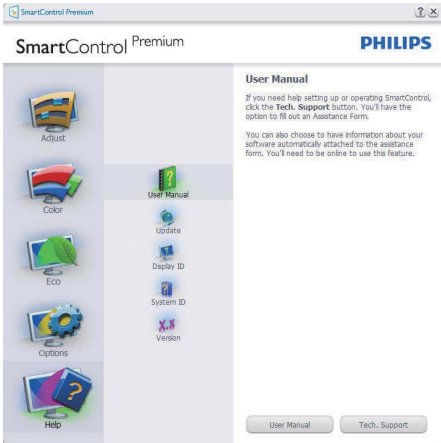 SmartControl Premium
? X
SmartControl Premium
PHILIPS
Adjust
Color
Eco
Options
Help
User Manual
Update
Display ID
System ID
X.X
Version
User Manual
If you need help setting up or operating SmartControl,
click the Tech. Support button. You'll have the
option to fill out an Assistance Form.
You can also choose to have information about your
software automatically attached to the assistance
form. You'll need to be online to use this feature.
User Manual
Tech. Support